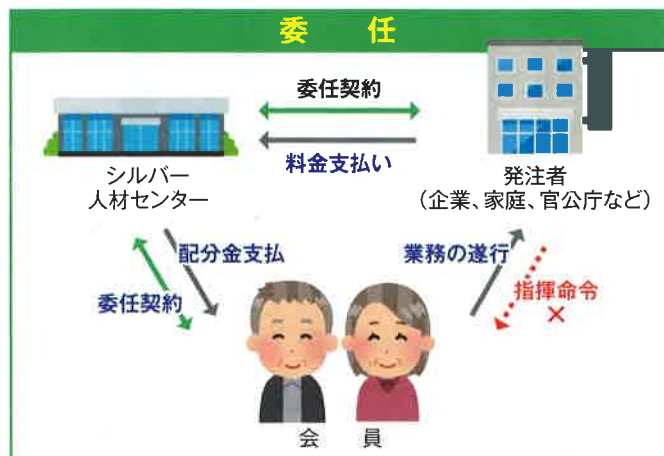 委　任
委任契約
料金支払い
シルバー
人材センター
発注者
（企業、家庭、官公庁など）
配分金支払
業務の遂行
委任契約
指揮命令
×
会　員